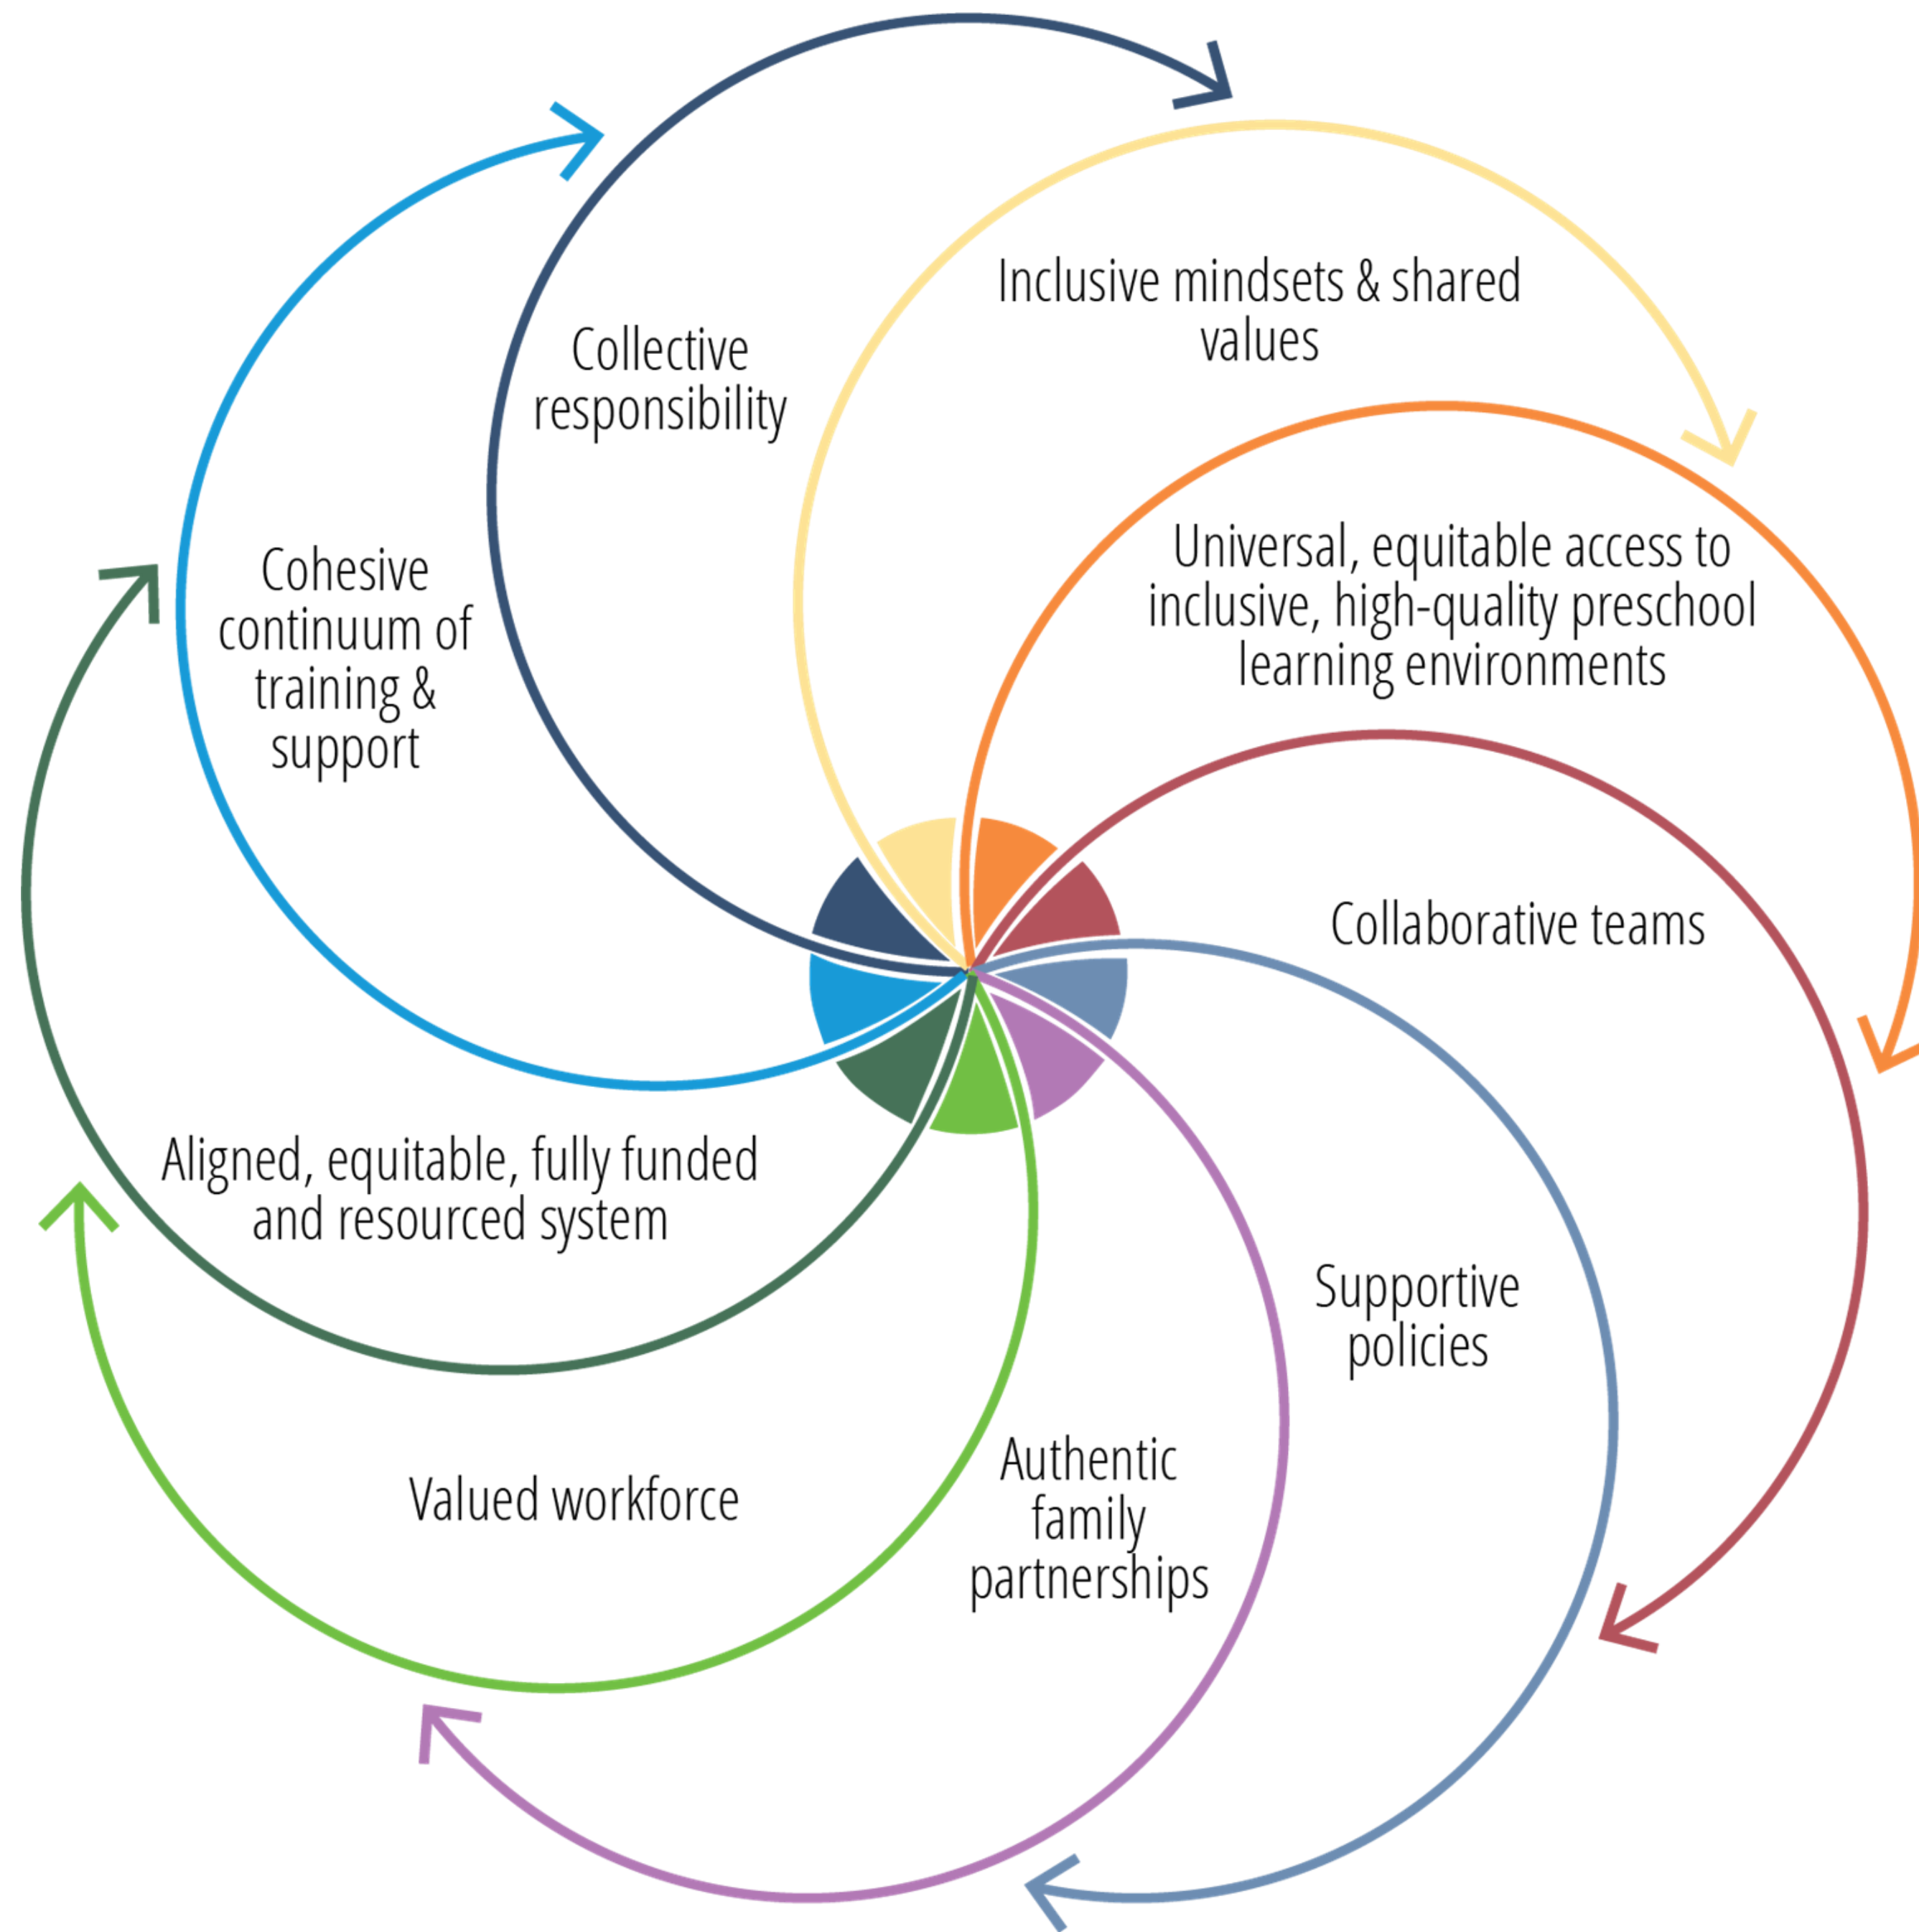 Inclusive mindsets & shared
values
Universal, equitable access to
inclusive, high-quality preschool
learning environments
Collaborative teams
Supportive
policies
Authentic
family
partnerships
Valued workforce
Aligned, equitable, fully funded
and resourced system
Cohesive
continuum of
training &
support
Collective
responsibility